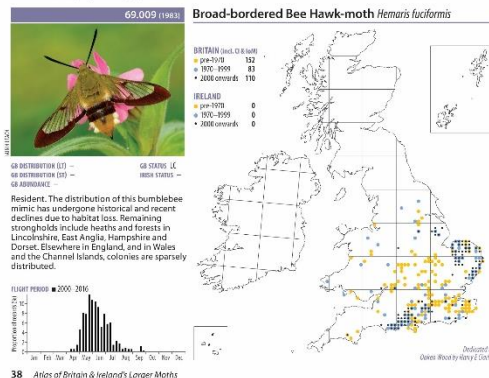 69.009 (1983)
Broad-bordered Bee Hawk-moth Hemaris fuciformis
BRITAIN (incl. CI & IoM)
pre-1970 152
1970–1999 83
2000 onwards 110
IRELAND
pre-1970 0
1970–1999 0
2000 onwards 0
GB DISTRIBUTION (LT) –
GB DISTRIBUTION (ST) –
GB ABUNDANCE –
GB STATUS LC
IRISH STATUS –
Resident. The distribution of this bumblebee
mimic has undergone historical and recent
declines due to habitat loss. Remaining
strongholds include heaths and forests in
Lincolnshire, East Anglia, Hampshire and
Dorset. Elsewhere in England, and in Wales
and the Channel Islands, colonies are sparsely
distributed.
FLIGHT PERIOD 2000–2016
Jan Feb Mar Apr May Jun Jul Aug Sep Oct Nov Dec
Dedicated
38 Atlas of Britain & Ireland's Larger Moths